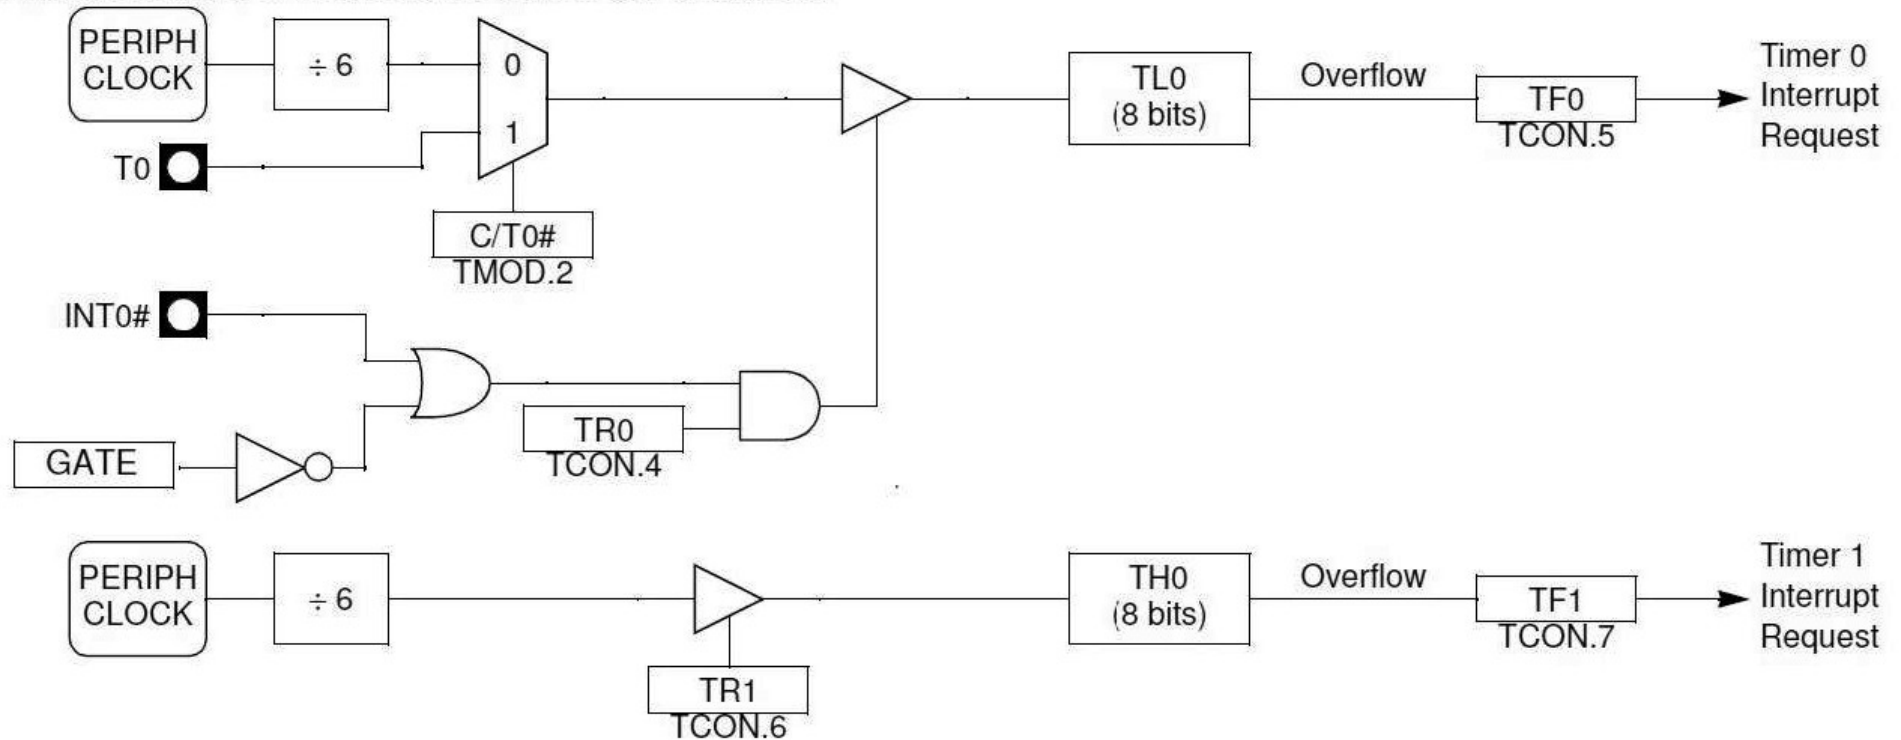 PERIPH
CLOCK
÷ 6
0
1
T0
C/T0#
TMOD.2
TL0
(8 bits)
Overflow
TF0
TCON.5
Timer 0
Interrupt
Request
INT0#
GATE
TR0
TCON.4
PERIPH
CLOCK
÷ 6
TR1
TCON.6
TH0
(8 bits)
Overflow
TF1
TCON.7
Timer 1
Interrupt
Request